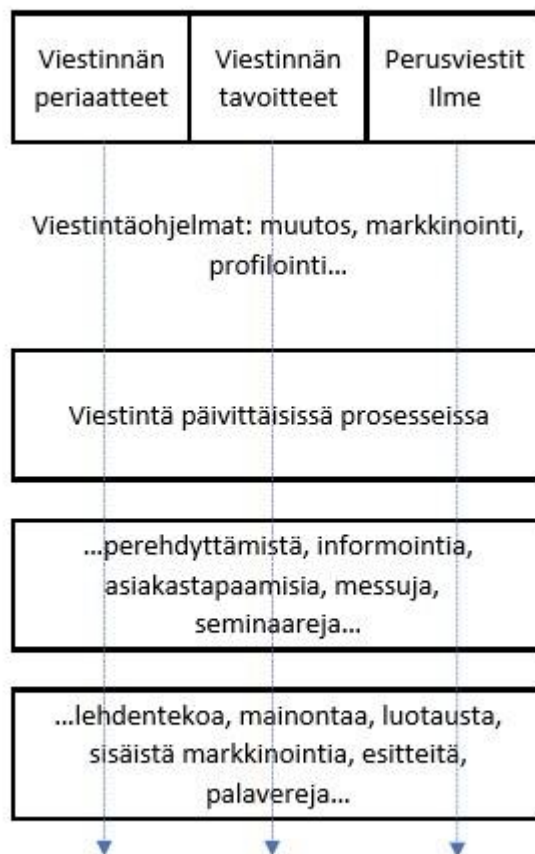 Viestinnän
periaatteet
Viestinnän
tavoitteet
Perusviestit
Ilme
Viestintäohjelmat: muutos, markkinointi,
profilointi...
Viestintä päivittäisissä prosesseissa
...perehdyttämistä, informointia,
asiakastapaamisia, messuja,
seminaareja...
...lehdentekoa, mainontaa, luotausta,
sisäistä markkinointia, esitteitä,
palavereja...